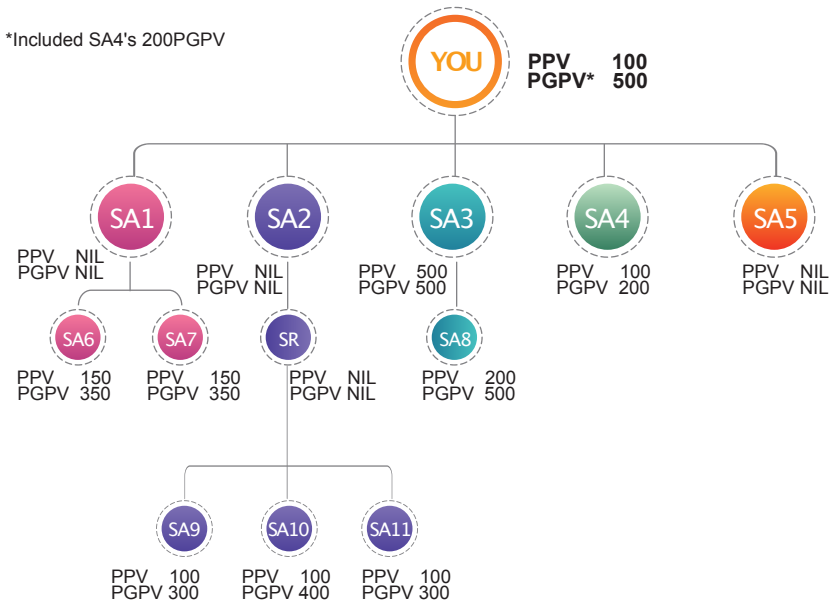 *Included SA4's 200PGPV
YOU
PPV 100
PGPV* 500
SA1
SA2
SA3
SA4
SA5
PPV NIL
PGPV NIL
PPV NIL
PGPV NIL
PPV 500
PGPV 500
PPV 100
PGPV 200
PPV NIL
PGPV NIL
SA6
SA7
SR
SA8
PPV 150
PGPV 350
PPV 150
PGPV 350
PPV NIL
PGPV NIL
PPV 200
PGPV 500
SA9
SA10
SA11
PPV 100
PGPV 300
PPV 100
PGPV 400
PPV 100
PGPV 300